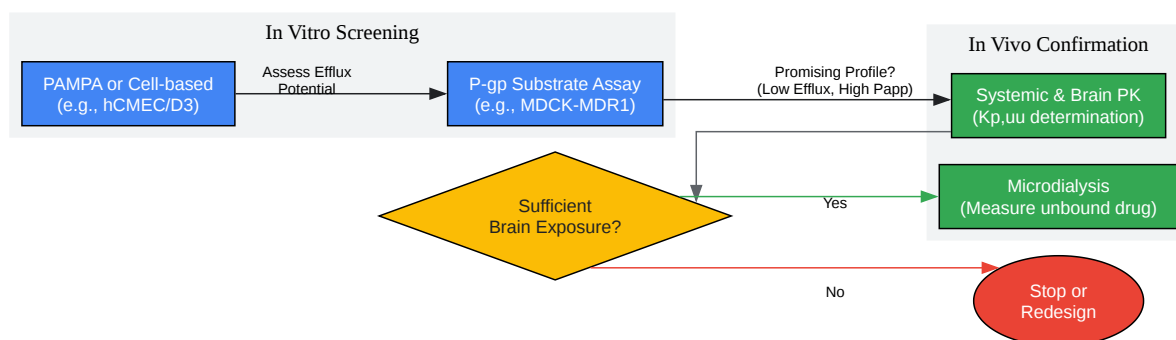 In Vitro Screening
PAMPA or Cell-based
(e.g., hCMEC/D3)
Assess Efflux
Potential
P-gp Substrate Assay
(e.g., MDCK-MDR1)
Promising Profile?
(Low Efflux, High Papp)
In Vivo Confirmation
Systemic & Brain PK
(Kp,uu determination)
Sufficient
Brain Exposure?
Yes
Microdialysis
(Measure unbound drug)
No
Stop or
Redesign